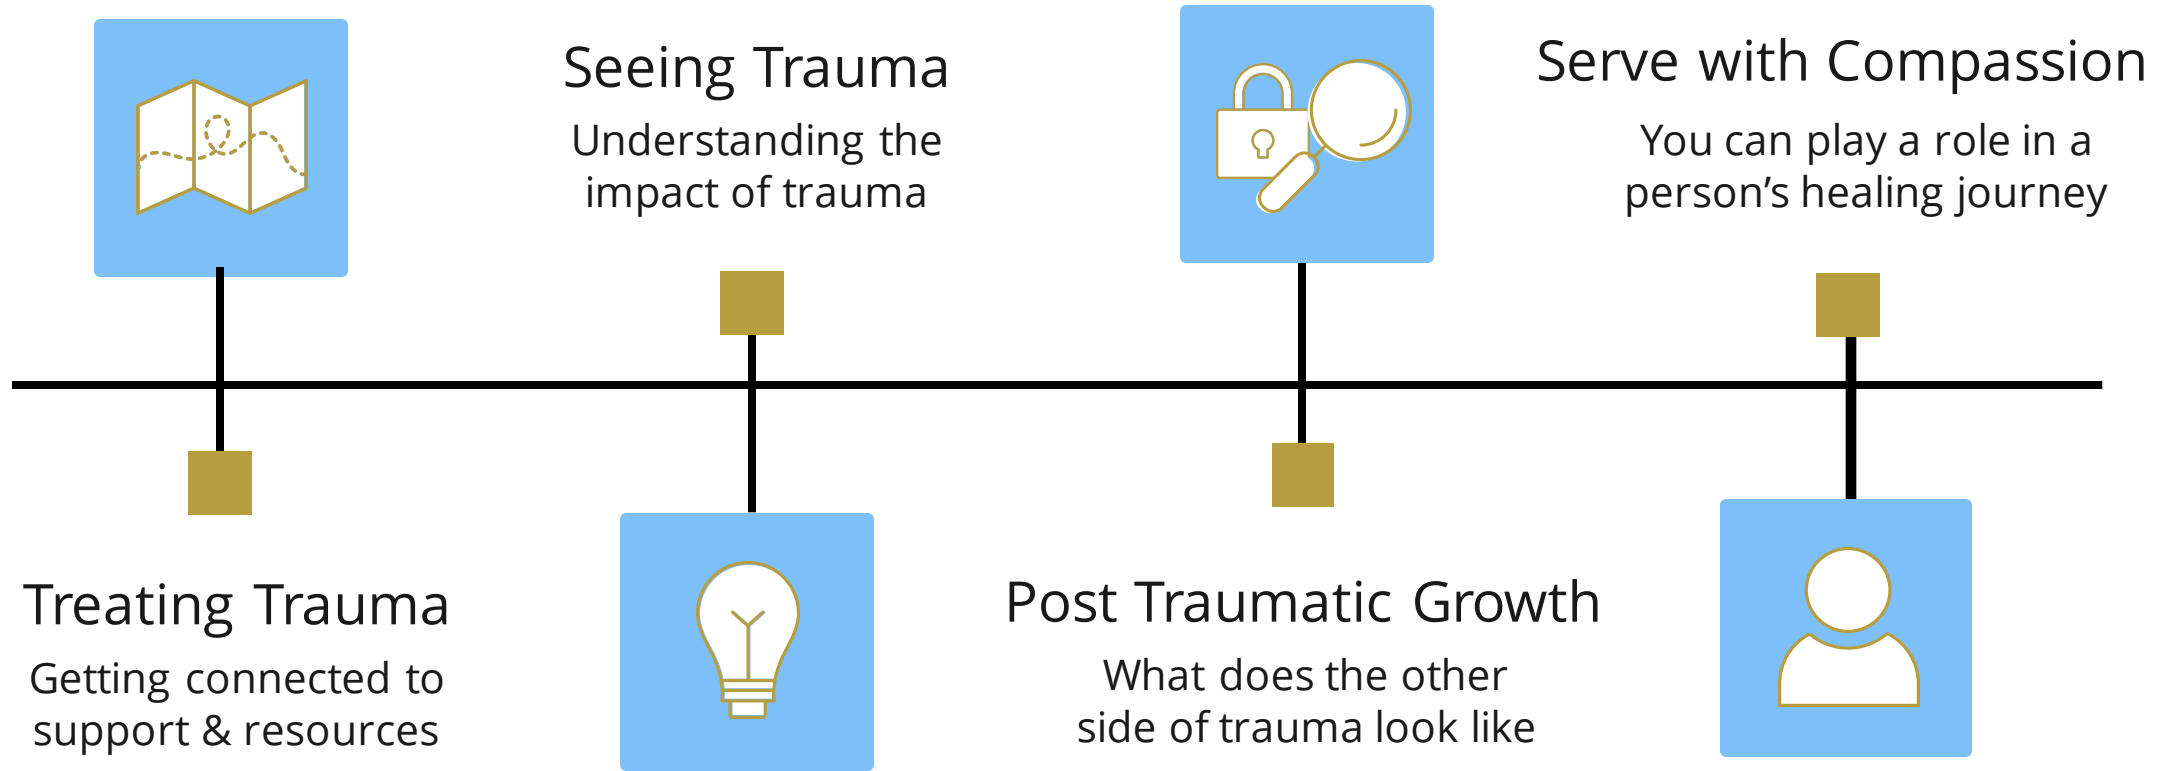 Treating Trauma
Getting connected to
support & resources
Seeing Trauma
Understanding the
impact of trauma
Post Traumatic Growth
What does the other
side of trauma look like
Serve with Compassion
You can play a role in a
person’s healing journey